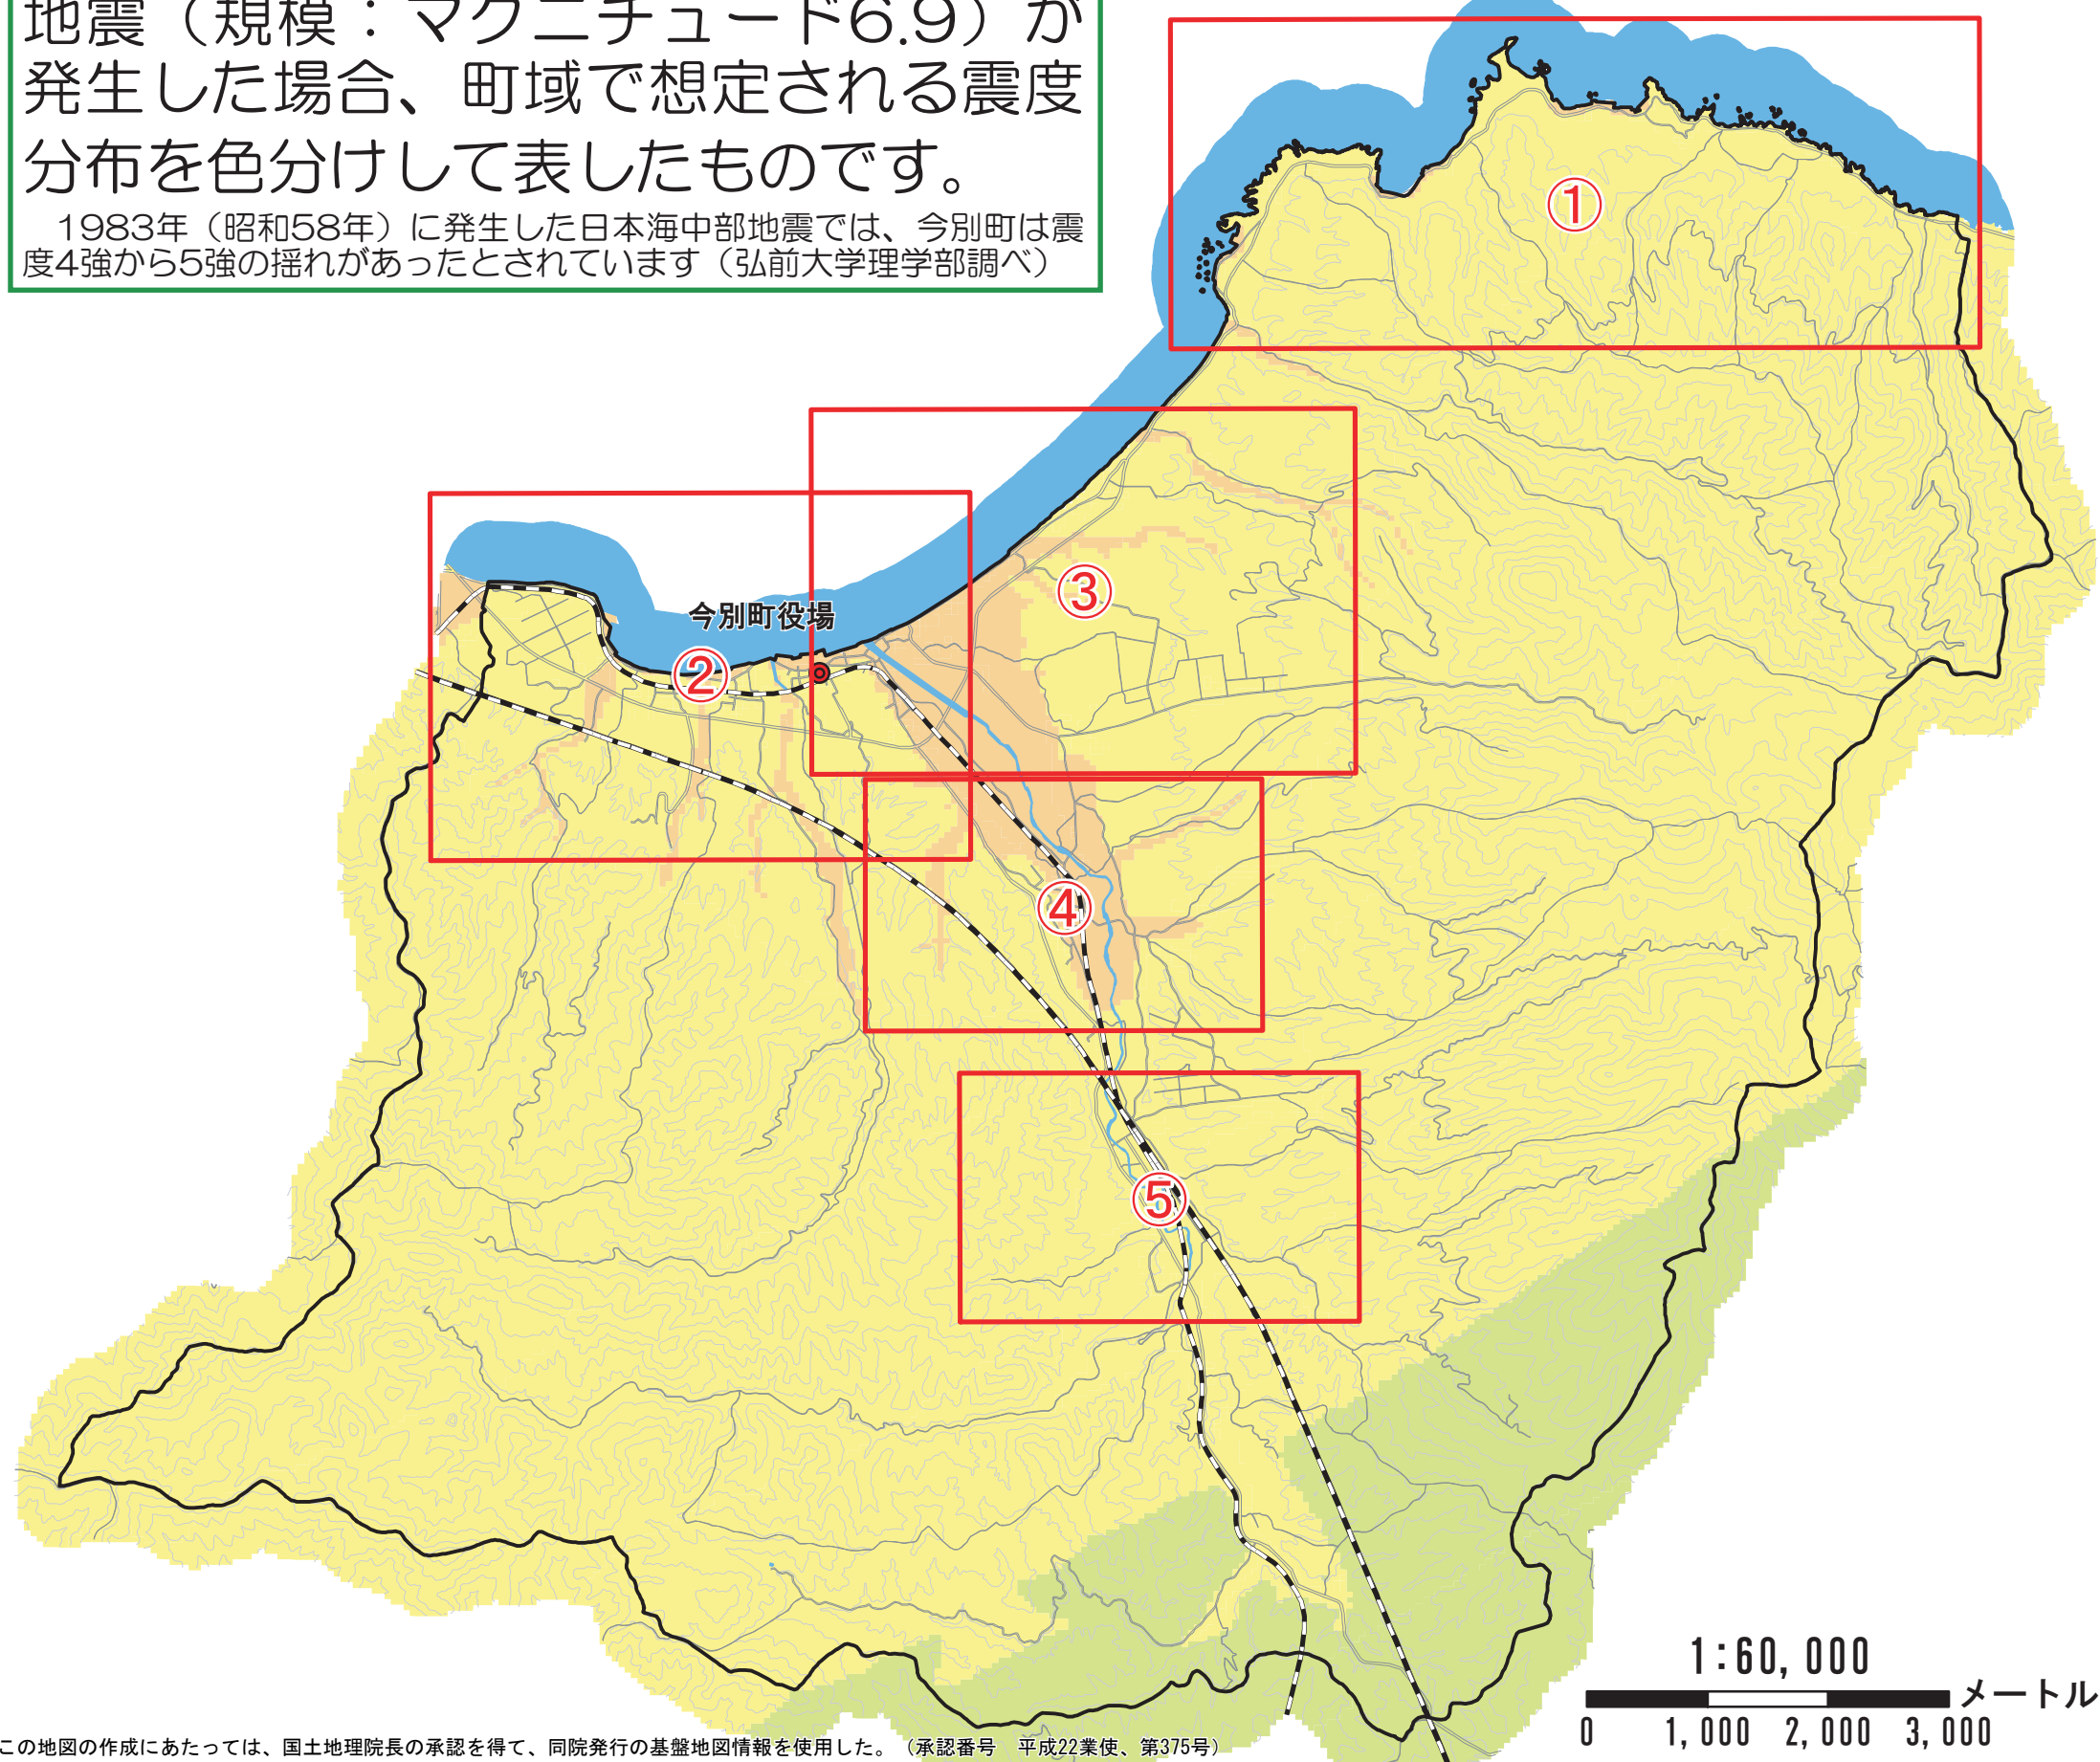 地震（規模：マグニチュード6.9）が
発生した場合、町域で想定される震度
分布を色分けして表したものです。
1983年（昭和58年）に発生した日本海中部地震では、今別町は震
度4強から5強の揺れがあったとされています（弘前大学理学部調べ）
①
③
今別町役場
②
④
⑤
1:60,000
メートル
0 1,000 2,000 3,000
この地図の作成にあたっては、国土地理院長の承認を得て、同院発行の基盤地図情報を使用した。（承認番号　平成22業使、第375号）